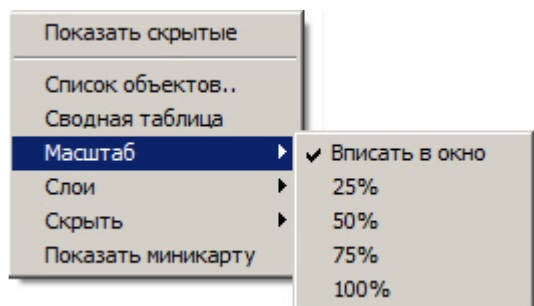 Показать скрытые
Список объектов..
Сводная таблица
Масштаб
Слои
Скрыть
Показать миникарту
Вписать в окно
25%
50%
75%
100%